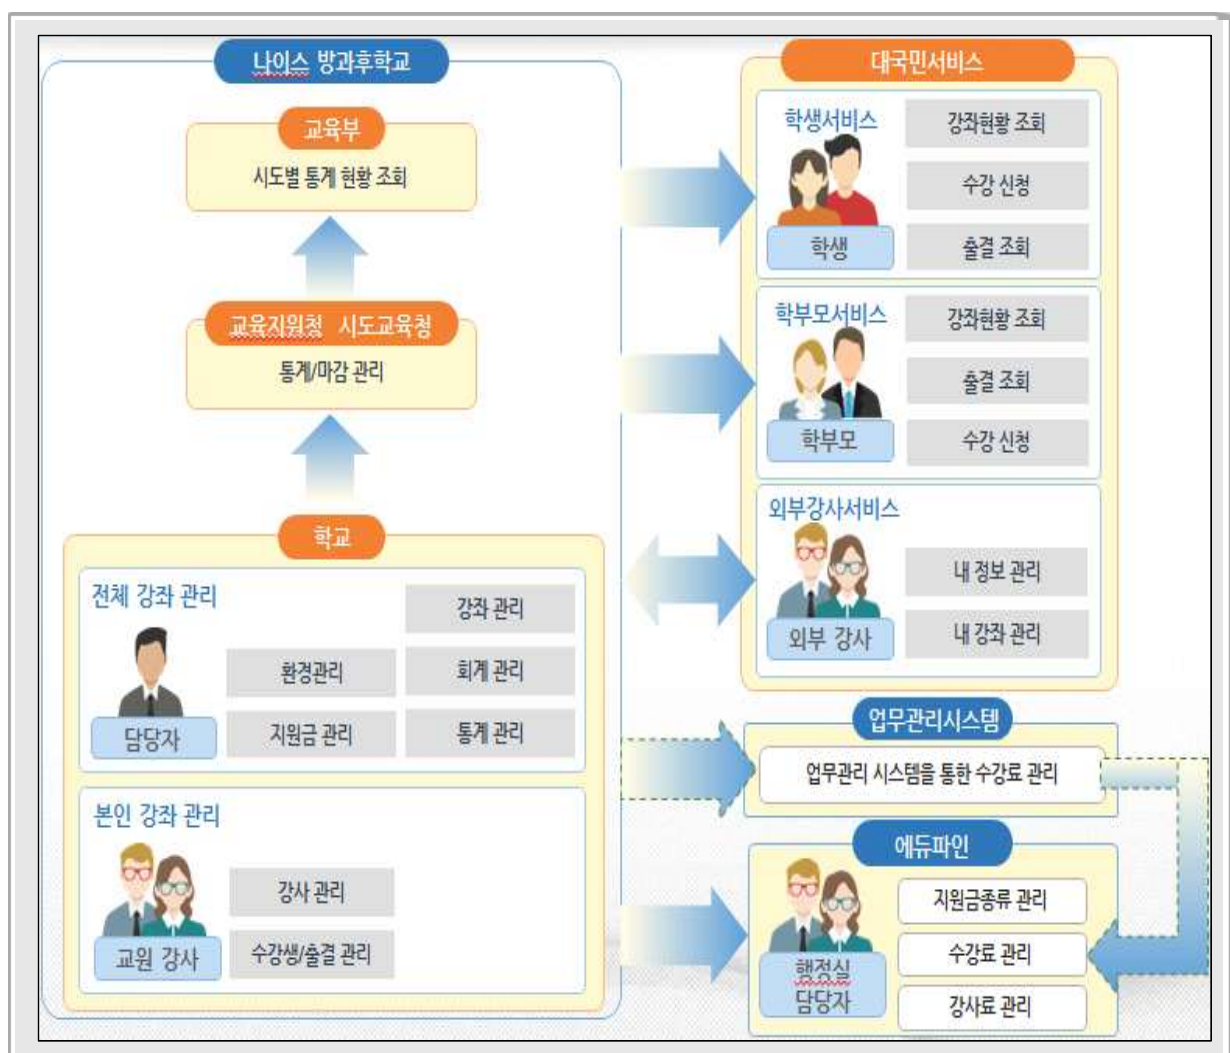 나이스 방과후학교
교육부
시도별 통계 현황 조회
교육지원청 시도교육청
통계/마감 관리
학교
전체 강좌 관리
담당자
환경관리
지원금 관리
강좌 관리
회계 관리
통계 관리
본인 강좌 관리
교원 강사
강사 관리
수강생/출결 관리
대국민서비스
학생서비스
학생
강좌현황 조회
수강 신청
출결 조회
학부모서비스
학부모
강좌현황 조회
출결 조회
수강 신청
외부강사서비스
외부 강사
내 정보 관리
내 강좌 관리
업무관리시스템
업무관리 시스템을 통한 수강료 관리
에듀파인
행정실
담당자
지원금종류 관리
수강료 관리
강사료 관리